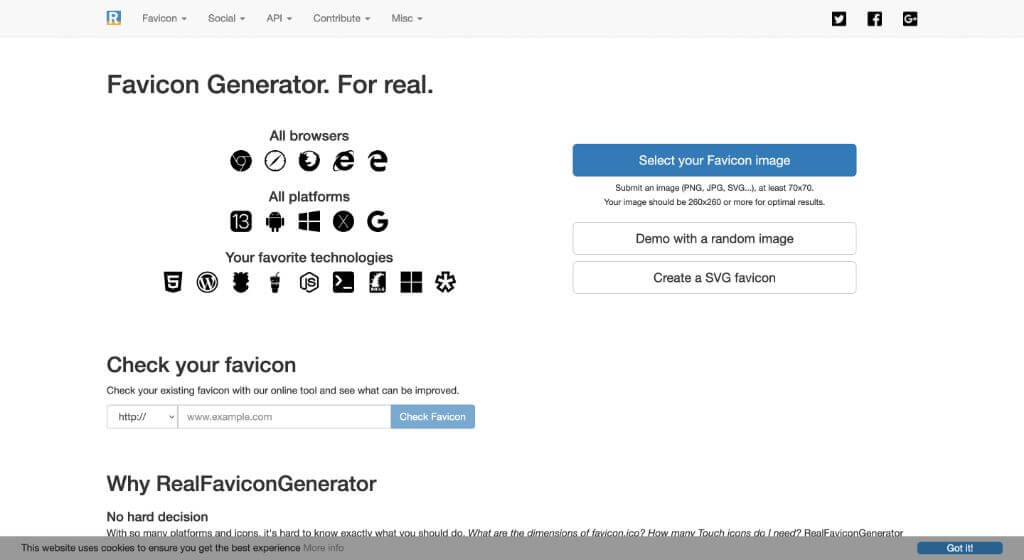 R
Favicon
Social
API
Contribute
Misc
G+
Favicon Generator. For real.
All browsers
All platforms
13
X
G
Your favorite technologies
5
W
JS
Select your Favicon image
Submit an image (PNG, JPG, SVG...), at least 70x70.
Your image should be 260x260 or more for optimal results.
Demo with a random image
Create a SVG favicon
Check your favicon
Check your existing favicon with our online tool and see what can be improved.
http:// www.example.com Check Favicon
Why RealFaviconGenerator
No hard decision
With so many platforms and icons, it's hard to know exactly what you should do. What are the dimensions of favicon.ico? How many Touch icons do I need? RealFaviconGenerator
This website uses cookies to ensure you get the best experience More info
Got it!